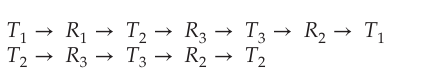 T₁ → R₁ → T₂ → R₃ → T₃ → R₂ → T₁
T₂ → R₃ → T₃ → R₂ → T₂